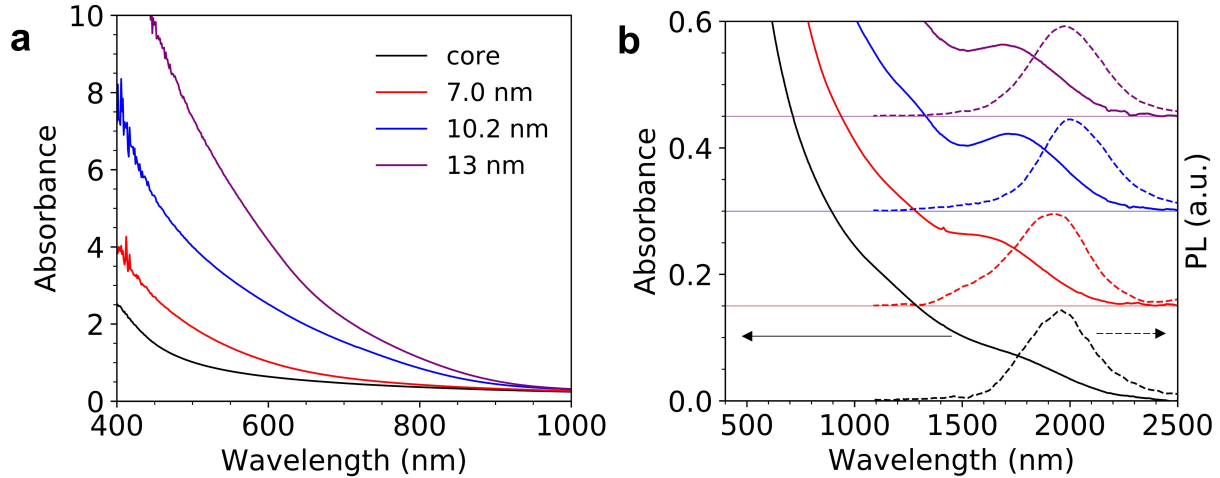 a
10
8
6
4
2
0
400
600
800
1000
Absorbance
Wavelength (nm)
core
7.0 nm
10.2 nm
13 nm
b
0.6
0.4
0.2
0.0
500
1000
1500
2000
2500
Absorbance
Wavelength (nm)
PL (a.u.)